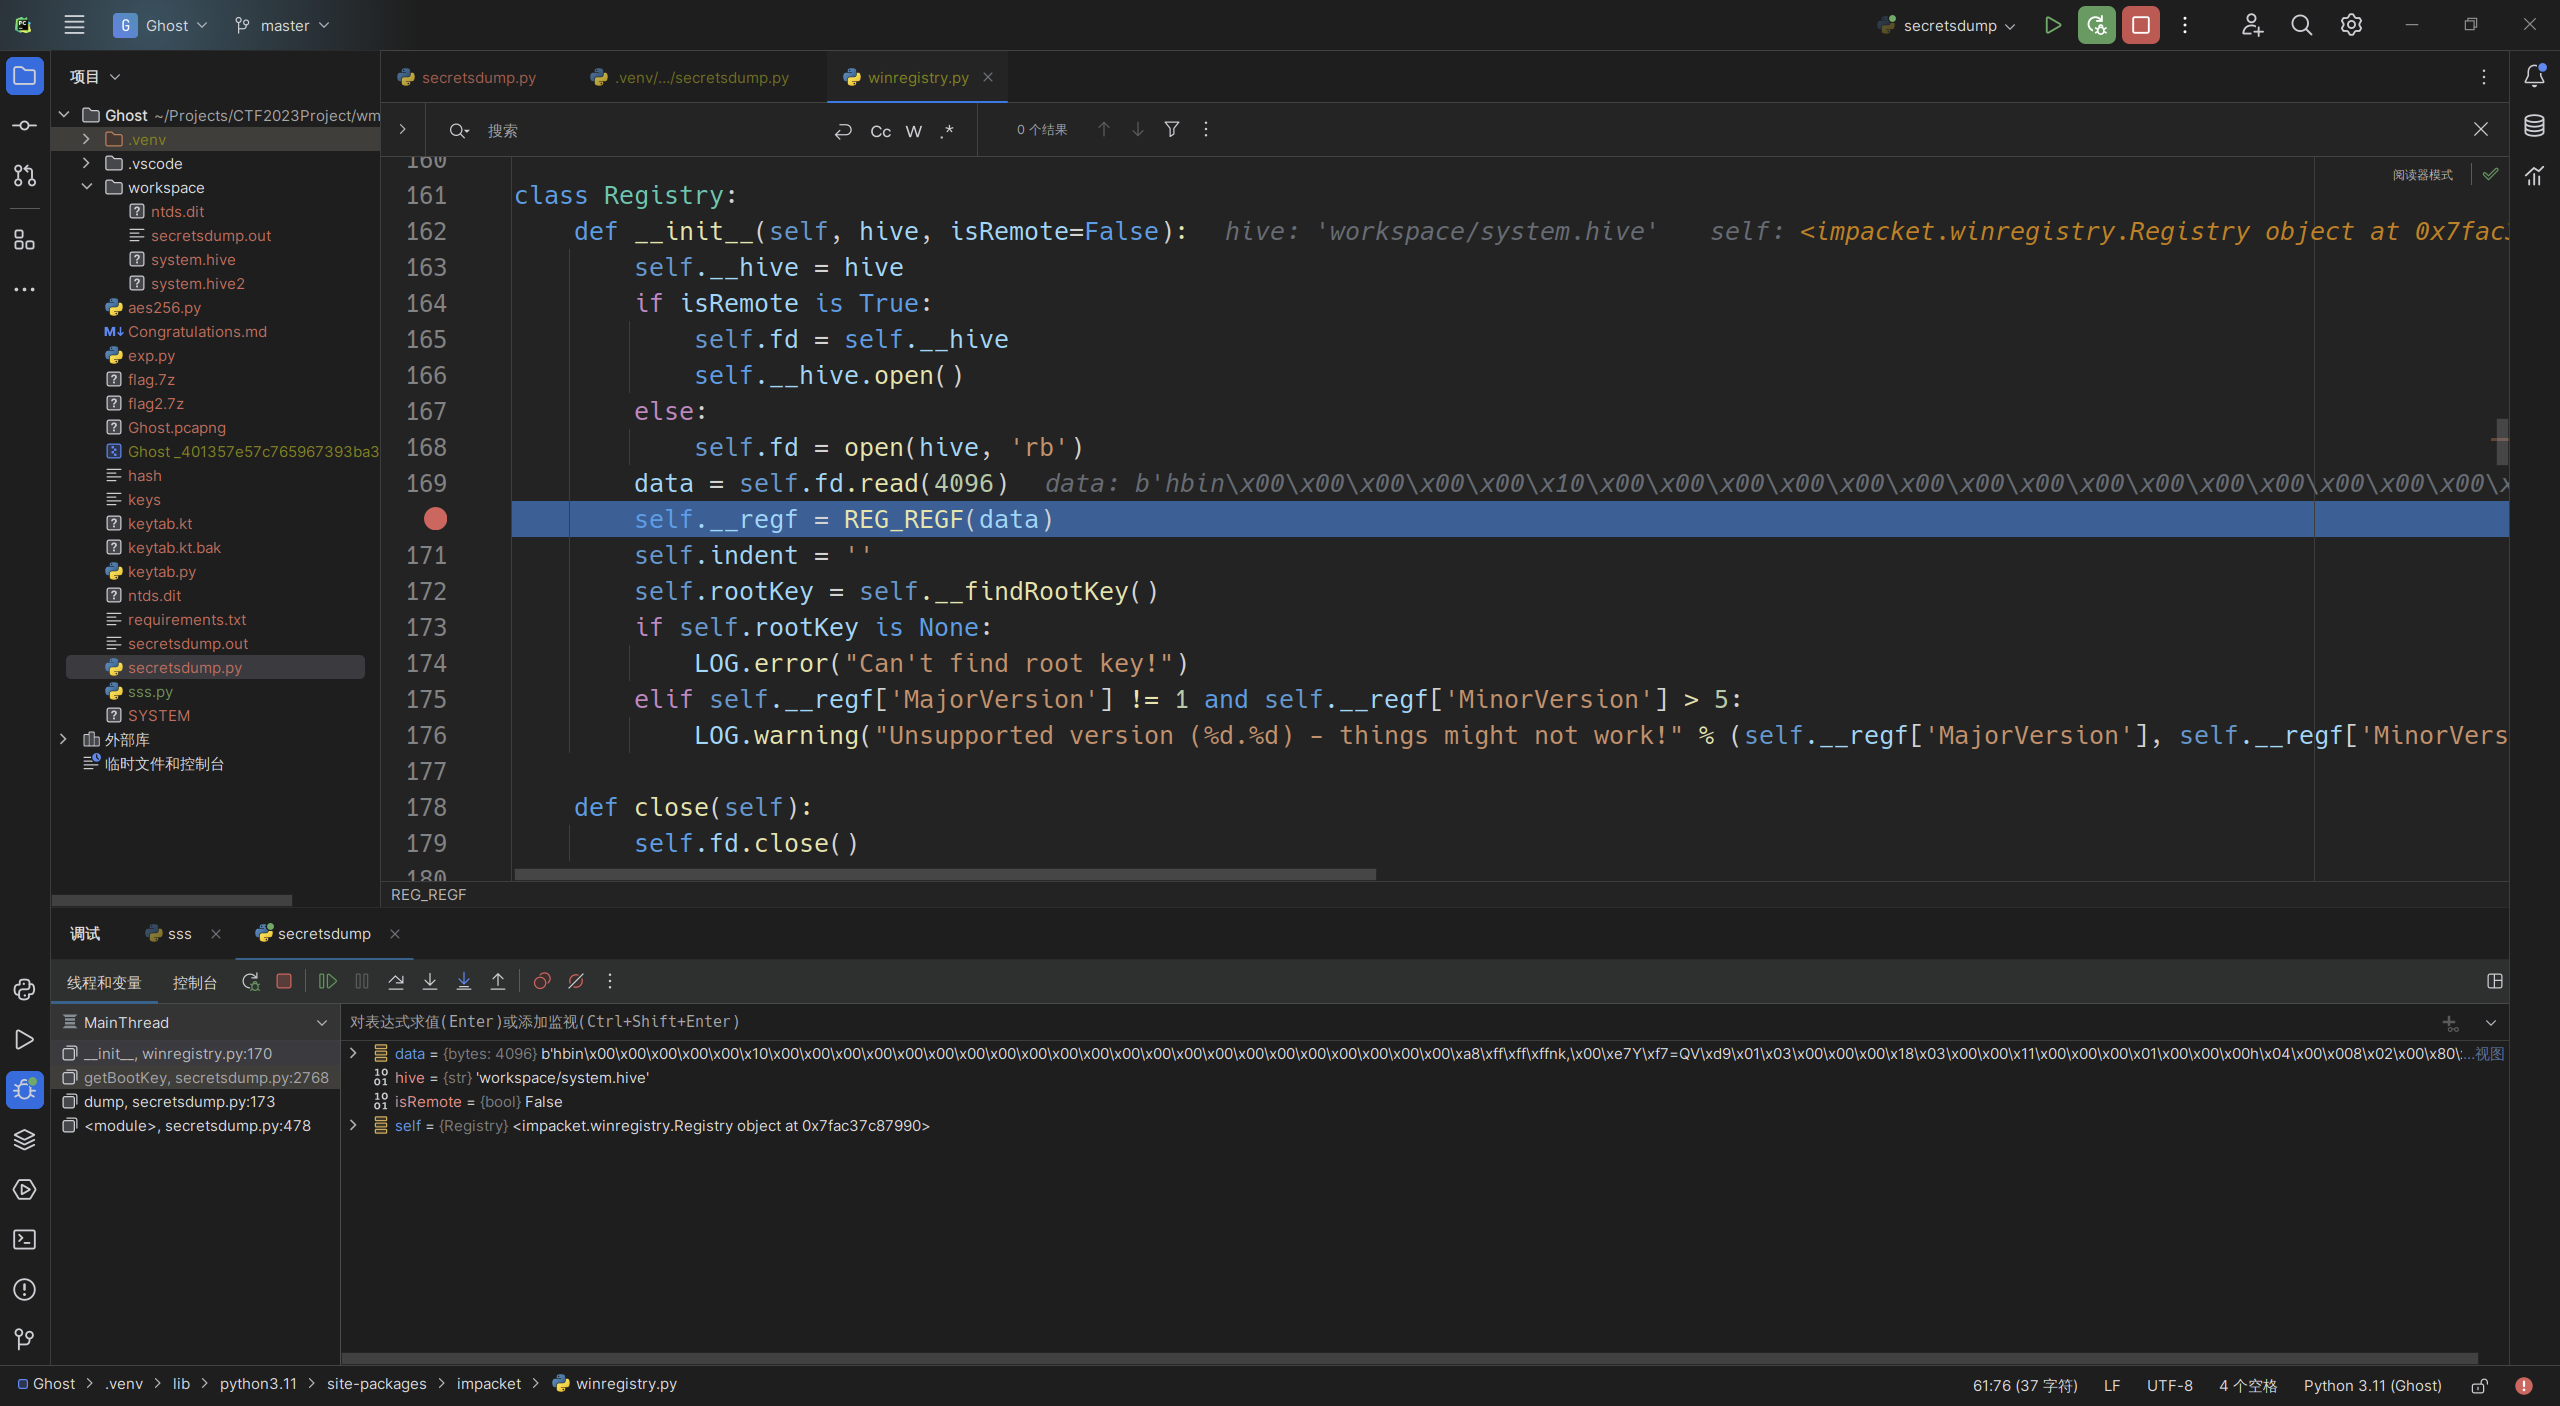 G Ghost master secretsdump
项目
secretsdump.py .venv/.../secretsdump.py winregistry.py
Ghost ~/Projects/CTF2023Project/wm
.venv
.vscode
workspace
ntds.dit
secretsdump.out
system.hive
system.hive2
aes256.py
M↓ Congratulations.md
exp.py
flag.7z
flag2.7z
Ghost.pcapng
Ghost _401357e57c765967393ba3
hash
keys
keytab.kt
keytab.kt.bak
keytab.py
ntds.dit
requirements.txt
secretsdump.out
secretsdump.py
sss.py
SYSTEM
外部库
临时文件和控制台
搜索 Cc W .* 0 个结果
阅读器模式
160
161 class Registry:
162 def __init__(self, hive, isRemote=False): hive: 'workspace/system.hive' self: <impacket.winregistry.Registry object at 0x7fac3
163 self.__hive = hive
164 if isRemote is True:
165 self.fd = self.__hive
166 self.__hive.open()
167 else:
168 self.fd = open(hive, 'rb')
169 data = self.fd.read(4096) data: b'hbin\x00\x00\x00\x00\x00\x10\x00\x00\x00\x00\x00\x00\x00\x00\x00\x00\x00\x00\x00\x00\x00\x
self.__regf = REG_REGF(data)
171 self.indent = ''
172 self.rootKey = self.__findRootKey()
173 if self.rootKey is None:
174 LOG.error("Can't find root key!")
175 elif self.__regf['MajorVersion'] != 1 and self.__regf['MinorVersion'] > 5:
176 LOG.warning("Unsupported version (%d.%d) - things might not work!" % (self.__regf['MajorVersion'], self.__regf['MinorVers
177
178 def close(self):
179 self.fd.close()
180
REG_REGF
调试 sss secretsdump
线程和变量 控制台
MainThread
__init__, winregistry.py:170
getBootKey, secretsdump.py:2768
dump, secretsdump.py:173
<module>, secretsdump.py:478
对表达式求值(Enter)或添加监视(Ctrl+Shift+Enter)
data = {bytes: 4096} b'hbin\x00\x00\x00\x00\x00\x10\x00\x00\x00\x00\x00\x00\x00\x00\x00\x00\x00\x00\x00\x00\x00\x00\x00\x00\x00\x00\x00\x00\xa8\xff\xff\xffnk,\x00\xe7Y\xf7=QV\xd9\x01\x03\x00\x00\x00\x18\x03\x00\x00\x11\x00\x00\x00\x01\x00\x00\x00h\x04\x00\x008\x02\x00\x80\...视图
hive = {str} 'workspace/system.hive'
isRemote = {bool} False
self = {Registry} <impacket.winregistry.Registry object at 0x7fac37c87990>
Ghost > .venv > lib > python3.11 > site-packages > impacket > winregistry.py
61:76 (37 字符) LF UTF-8 4 个空格 Python 3.11 (Ghost)